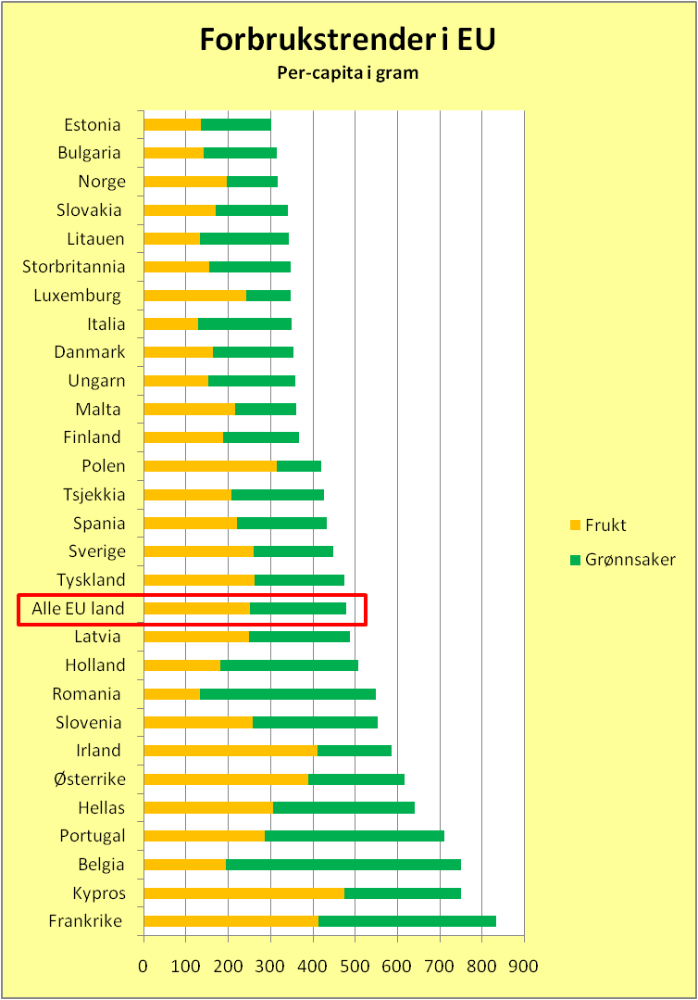 Forbrukstrender i EU
Per-capita i gram
Estonia
Bulgaria
Norge
Slovakia
Litauen
Storbritannia
Luxemburg
Italia
Danmark
Ungarn
Malta
Finland
Polen
Tsjekkia
Spania
Sverige
Tyskland
Alle EU land
Latvia
Holland
Romania
Slovenia
Irland
Østerrike
Hellas
Portugal
Belgia
Kypros
Frankrike
0 100 200 300 400 500 600 700 800 900
Frukt
Grønnsaker